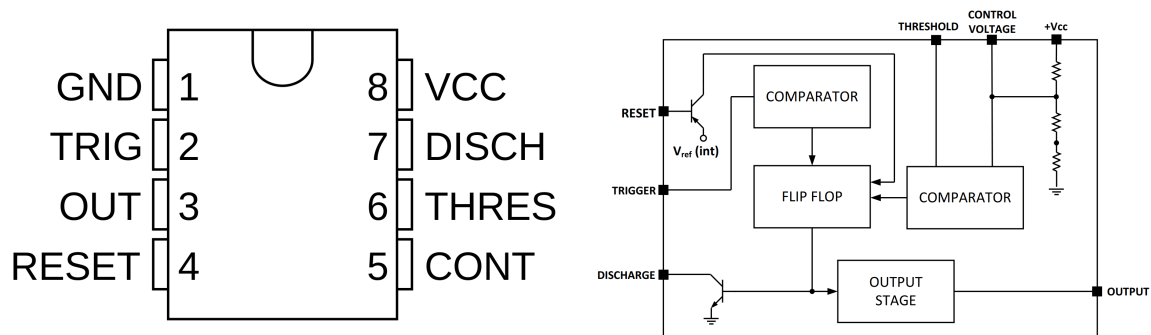 GND 1 8 VCC
TRIG 2 7 DISCH
OUT 3 6 THRES
RESET 4 5 CONT
THRESHOLD
CONTROL
VOLTAGE
+Vcc
COMPARATOR
RESET
Vref (int)
TRIGGER
FLIP FLOP
COMPARATOR
DISCHARGE
OUTPUT
STAGE
OUTPUT